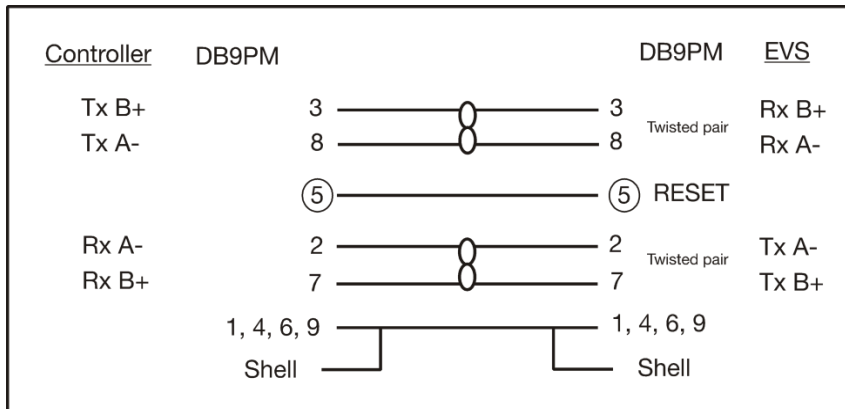 Controller DB9PM DB9PM EVS
Tx B+ 3 3 Rx B+
Twisted pair
Tx A- 8 8 Rx A-
5 5 RESET
Rx A- 2 2 Tx A-
Twisted pair
Rx B+ 7 7 Tx B+
1, 4, 6, 9 1, 4, 6, 9
Shell Shell